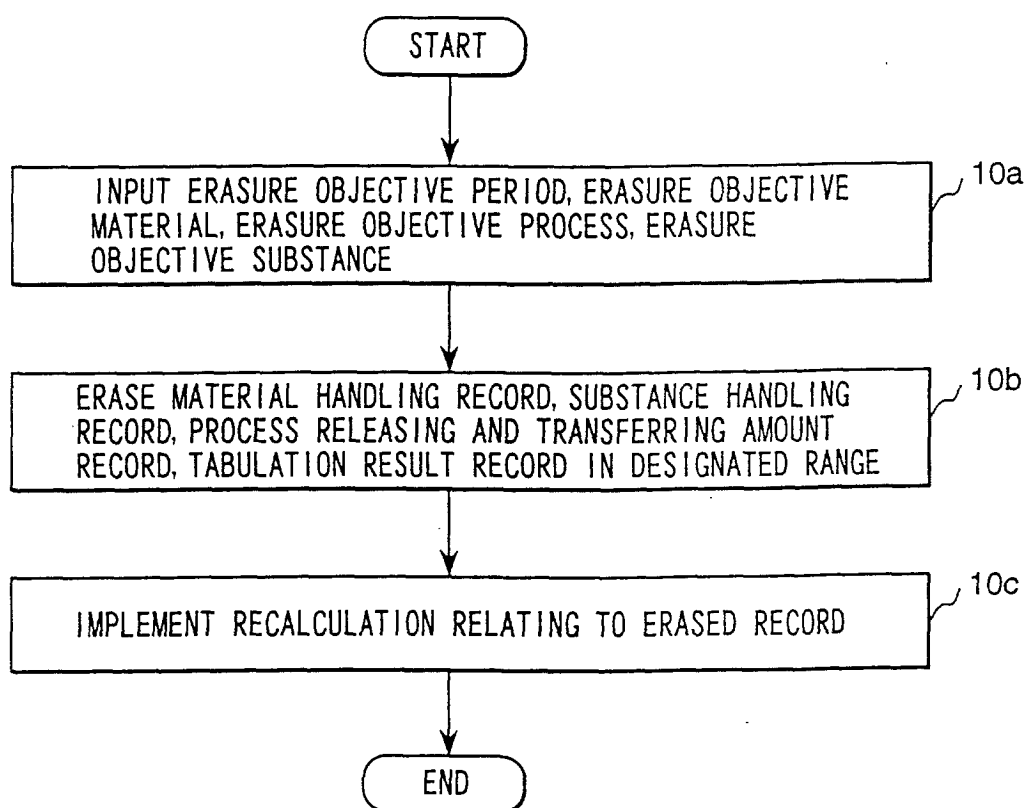 START
10a
INPUT ERASURE OBJECTIVE PERIOD, ERASURE OBJECTIVE
MATERIAL, ERASURE OBJECTIVE PROCESS, ERASURE
OBJECTIVE SUBSTANCE
10b
ERASE MATERIAL HANDLING RECORD, SUBSTANCE HANDLING
RECORD, PROCESS RELEASING AND TRANSFERRING AMOUNT
RECORD, TABULATION RESULT RECORD IN DESIGNATED RANGE
10c
IMPLEMENT RECALCULATION RELATING TO ERASED RECORD
END